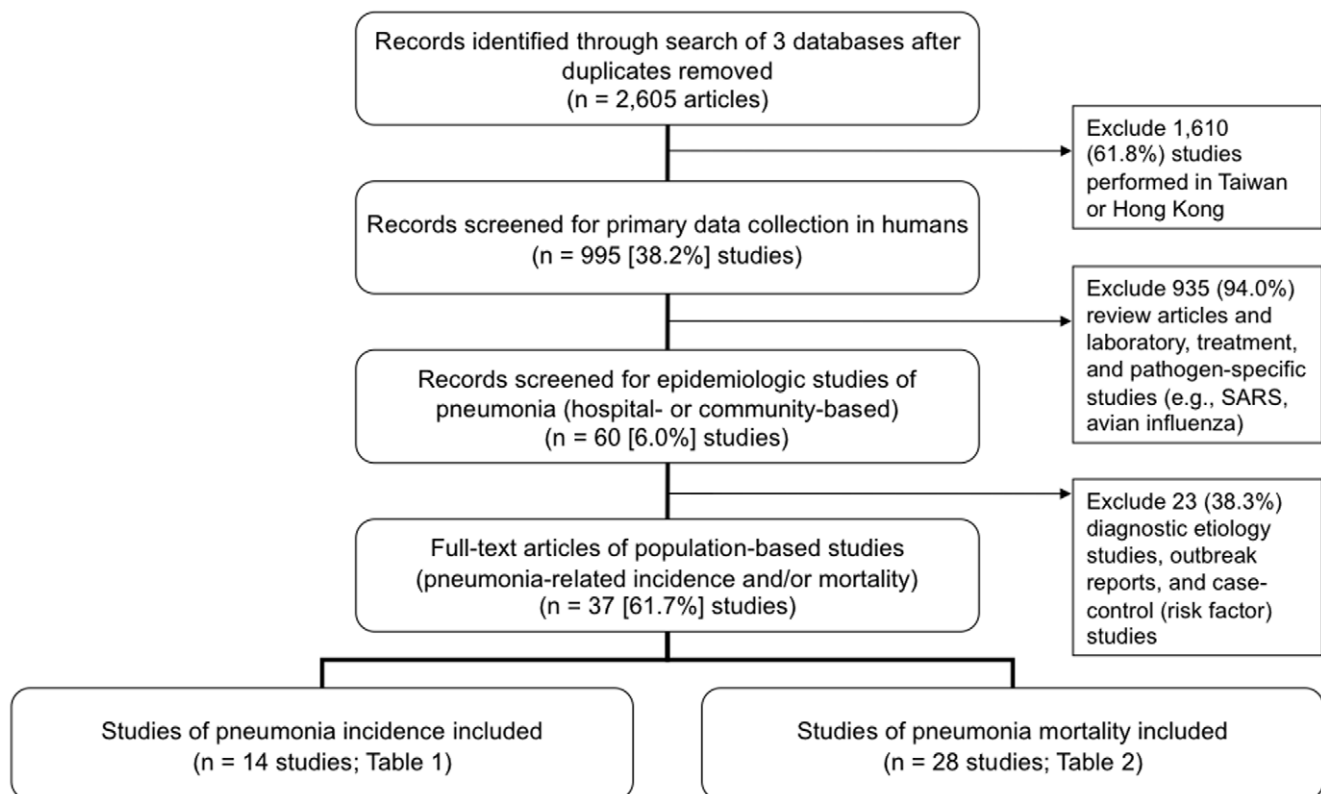 Records identified through search of 3 databases after
duplicates removed
(n = 2,605 articles)
Exclude 1,610
(61.8%) studies
performed in Taiwan
or Hong Kong
Records screened for primary data collection in humans
(n = 995 [38.2%] studies)
Exclude 935 (94.0%)
review articles and
laboratory, treatment,
and pathogen-specific
studies (e.g., SARS,
avian influenza)
Records screened for epidemiologic studies of
pneumonia (hospital- or community-based)
(n = 60 [6.0%] studies)
Exclude 23 (38.3%)
diagnostic etiology
studies, outbreak
reports, and case-
control (risk factor)
studies
Full-text articles of population-based studies
(pneumonia-related incidence and/or mortality)
(n = 37 [61.7%] studies)
Studies of pneumonia incidence included
(n = 14 studies; Table 1)
Studies of pneumonia mortality included
(n = 28 studies; Table 2)